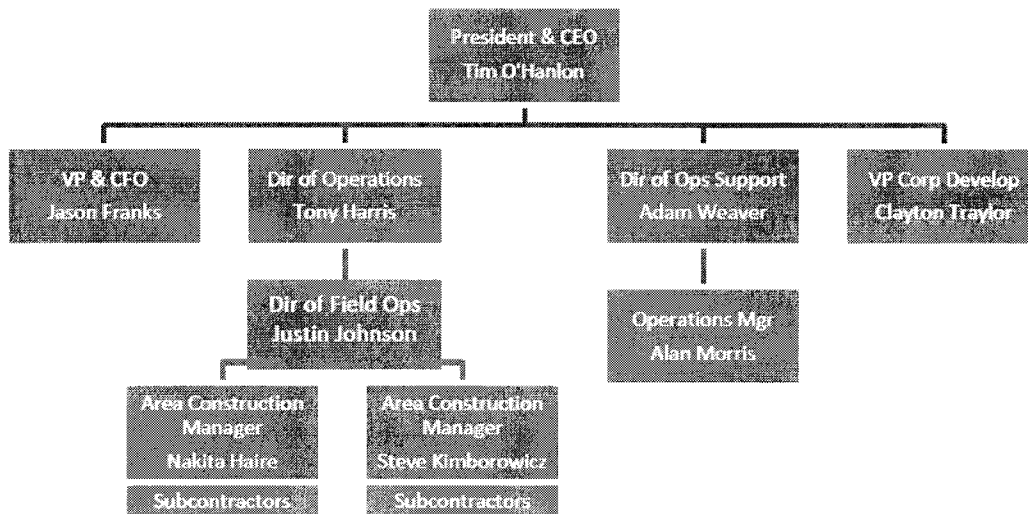 President & CEO
Tim O'Hanlon
VP & CFO
Jason Franks
Dir of Operations
Tony Harris
Dir of Ops Support
Adam Weaver
VP Corp Develop
Clayton Traylor
Dir of Field Ops
Justin Johnson
Operations Mgr
Alan Morris
Area Construction
Manager
Nakita Haire
Subcontractors
Area Construction
Manager
Steve Kimborowicz
Subcontractors